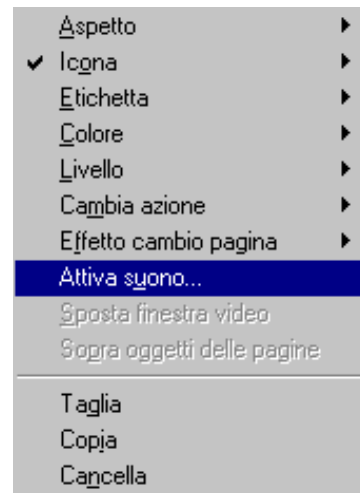 Aspetto
Icona
Etichetta
Colore
Livello
Cambia azione
Effetto cambio pagina
Attiva suono...
Sposta finestra video
Sopra oggetti delle pagine
Taglia
Copia
Cancella